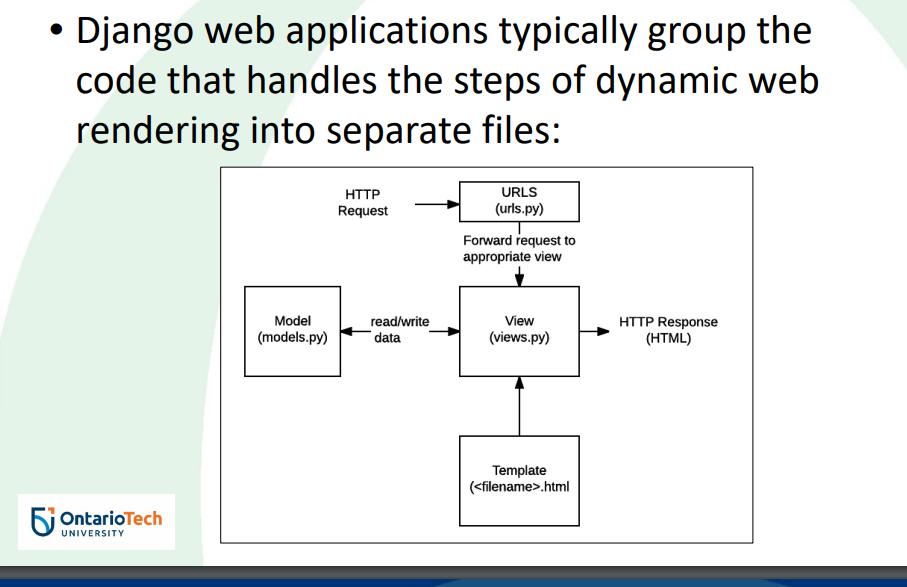 • Django web applications typically group the
code that handles the steps of dynamic web
rendering into separate files:
HTTP
Request
URLS
(urls.py)
Forward request to
appropriate view
Model
(models.py)
read/write
data
View
(views.py)
HTTP Response
(HTML)
Template
(<filename>.html
OntarioTech
UNIVERSITY